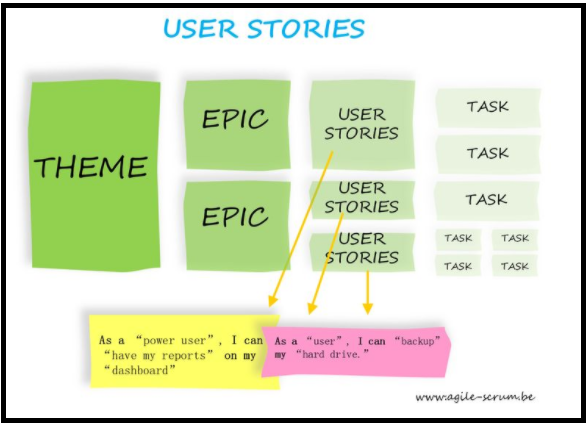 USER STORIES
THEME
EPIC
EPIC
USER
STORIES
USER
STORIES
USER
STORIES
TASK
TASK
TASK
TASK
TASK
TASK
TASK
As a “power user”, I can
“have my reports” on my
“dashboard”
As a “user”, I can “backup”
my “hard drive.”
www.agile-scrum.be